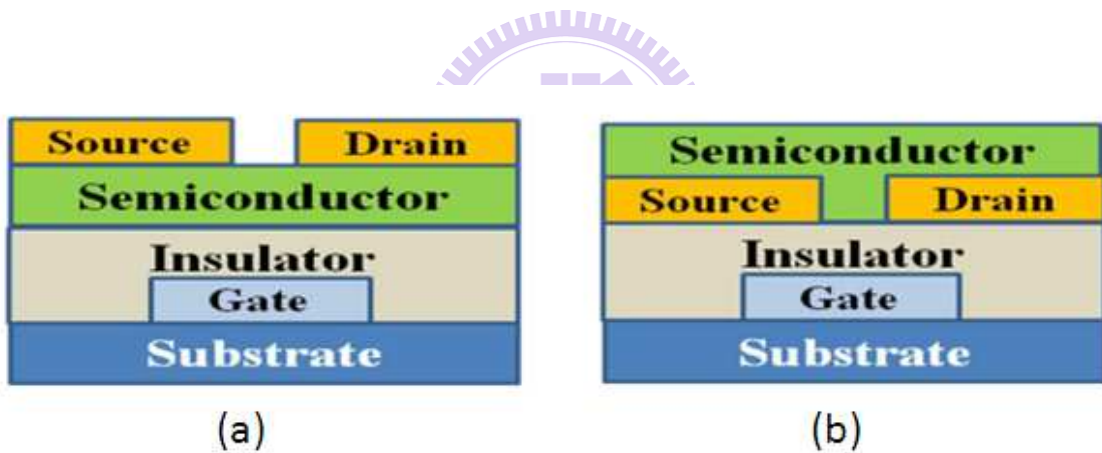 Source Drain
Semiconductor
Insulator
Gate
Substrate
(a)
Semiconductor
Source Drain
Insulator
Gate
Substrate
(b)